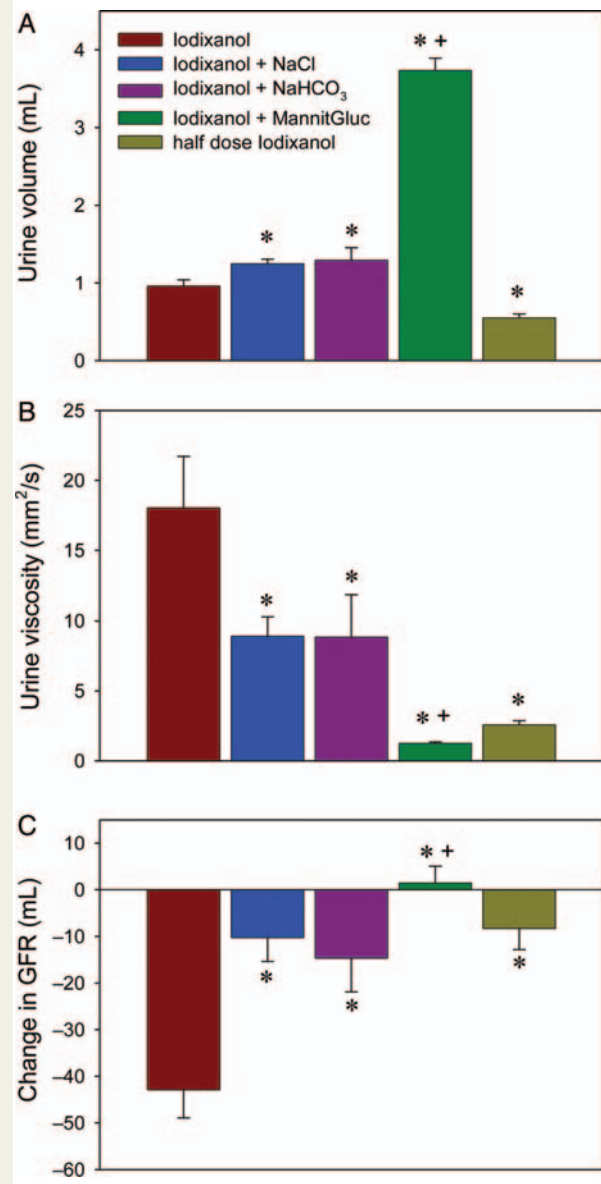 A
Urine volume (mL)
4
3
2
1
0
Iodixanol
Iodixanol + NaCl
Iodixanol + NaHCO₃
Iodixanol + MannitGluc
half dose Iodixanol
*
*
* +
*
B
Urine viscosity (mm²/s)
25
20
15
10
5
0
*
*
* +
*
C
Change in GFR (mL)
10
0
–10
–20
–30
–40
–50
–60
*
*
* +
*